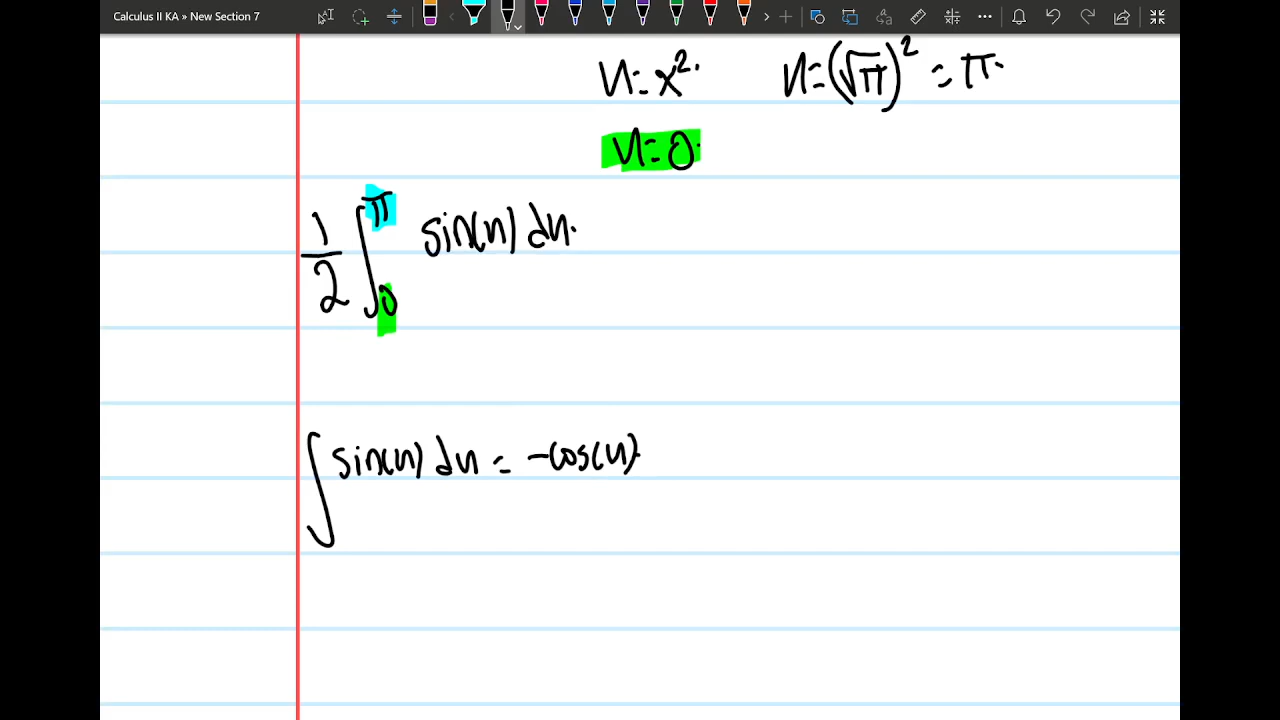 Calculus II KA » New Section 7
u=x². u=(√π)² = π.
u=0.
1/2 ∫₀^π sin(u) du.
∫ sin(u) du = -cos(u).